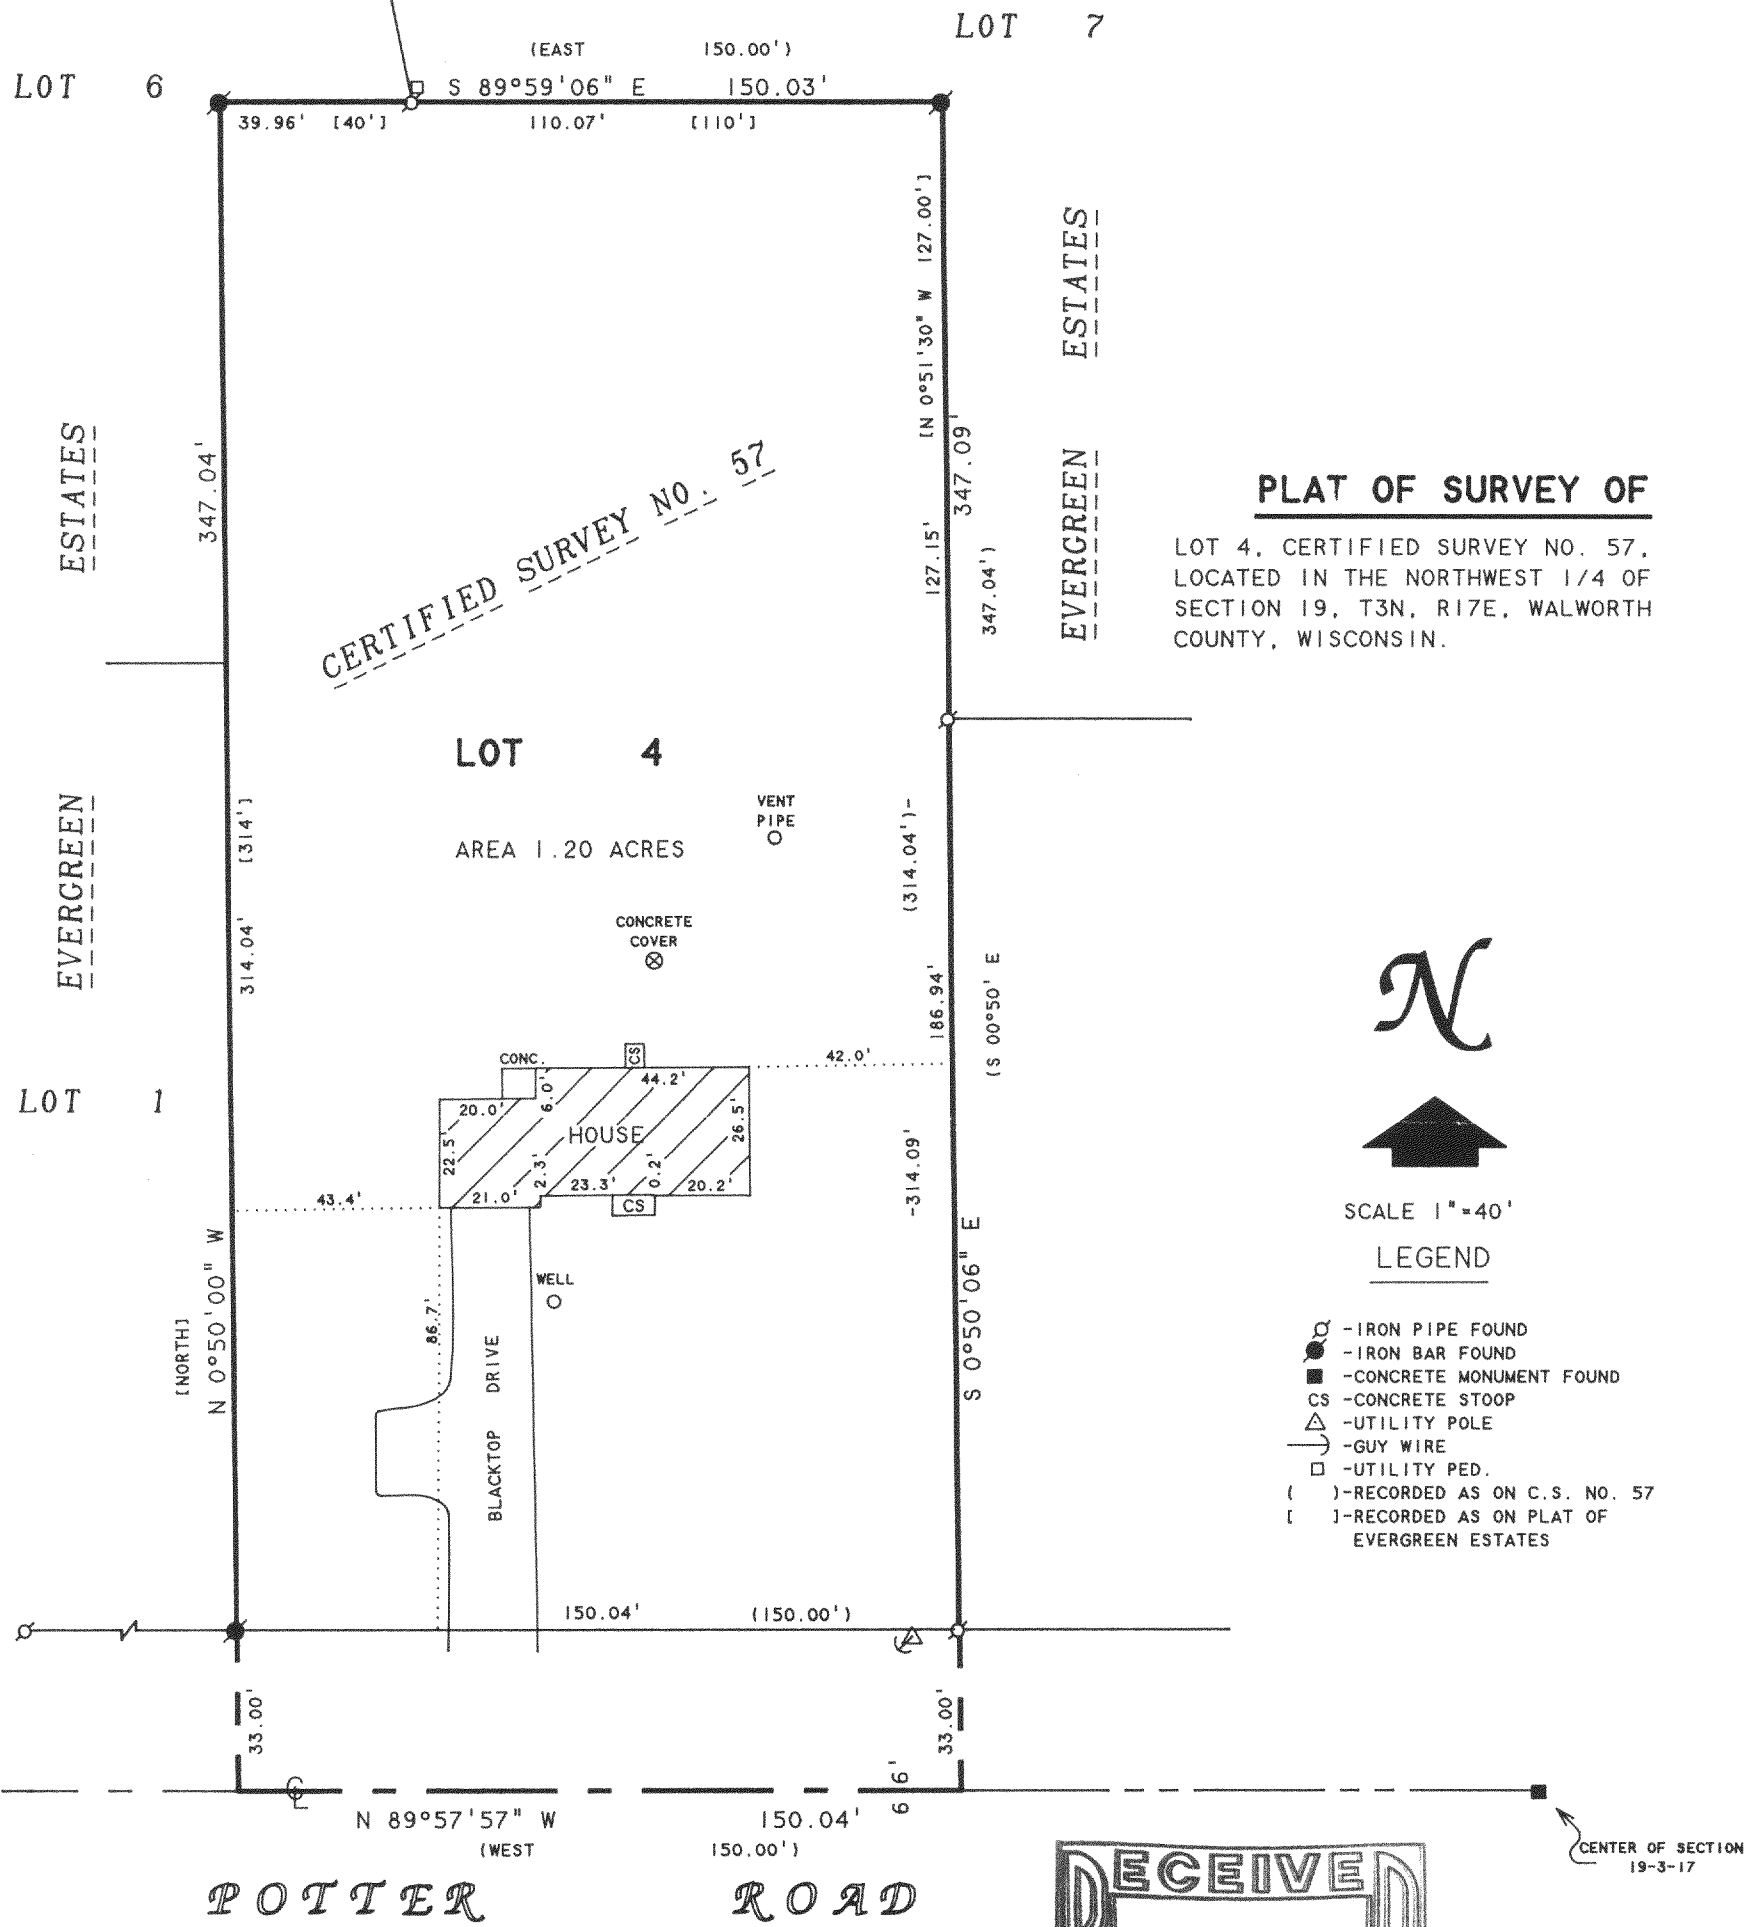 LOT 7
(EAST 150.00')
LOT 6
S 89°59'06" E 150.03'
39.96' [40'] 110.07' [110']
[N 0°51'30" W 127.00']
ESTATES
EVERGREEN
347.04'
347.09'
127.15'
347.04')
(S 00°50' E
ESTATES
EVERGREEN
CERTIFIED SURVEY NO. 57
PLAT OF SURVEY OF
LOT 4, CERTIFIED SURVEY NO. 57,
LOCATED IN THE NORTHWEST 1/4 OF
SECTION 19, T3N, R17E, WALWORTH
COUNTY, WISCONSIN.
LOT 4
VENT
PIPE
AREA 1.20 ACRES
[314']
314.04'
(314.04')-
186.94'
-314.09'
CONCRETE
COVER
N
CONC.
CS
42.0'
44.2'
LOT 1
20.0'
6.0'
HOUSE
26.5'
22.5'
2.3'
0.2'
21.0'
23.3'
20.2'
CS
43.4'
SCALE 1"=40'
LEGEND
WELL
86.7'
BLACKTOP DRIVE
[NORTH]
N 0°50'00" W
S 0°50'06" E
-IRON PIPE FOUND
-IRON BAR FOUND
-CONCRETE MONUMENT FOUND
CS -CONCRETE STOOP
-UTILITY POLE
-GUY WIRE
-UTILITY PED.
( )-RECORDED AS ON C.S. NO. 57
[ ]-RECORDED AS ON PLAT OF
EVERGREEN ESTATES
150.04' (150.00')
33.00'
33.00'
66'
N 89°57'57" W 150.04'
(WEST 150.00')
CENTER OF SECTION
19-3-17
POTTER ROAD
RECEIVED